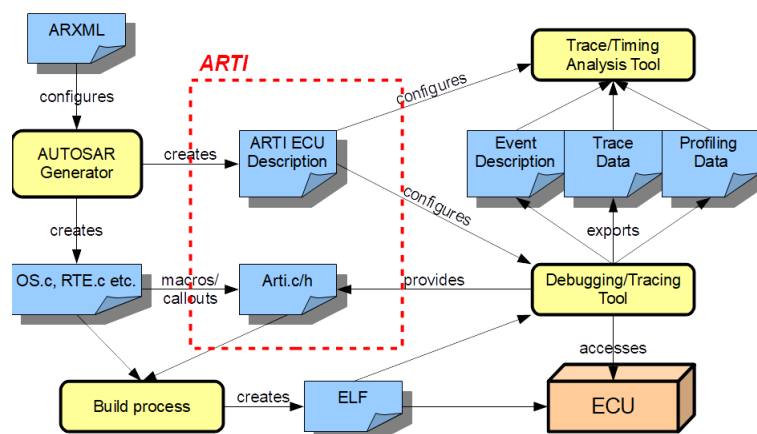 ARXML
ARTI
Trace/Timing
Analysis Tool
configures
configures
AUTOSAR
Generator
creates
ARTI ECU
Description
Event
Description
Trace
Data
Profiling
Data
configures
creates
exports
OS.c, RTE.c etc.
macros/
callouts
Arti.c/h
provides
Debugging/Tracing
Tool
accesses
Build process
creates
ELF
ECU